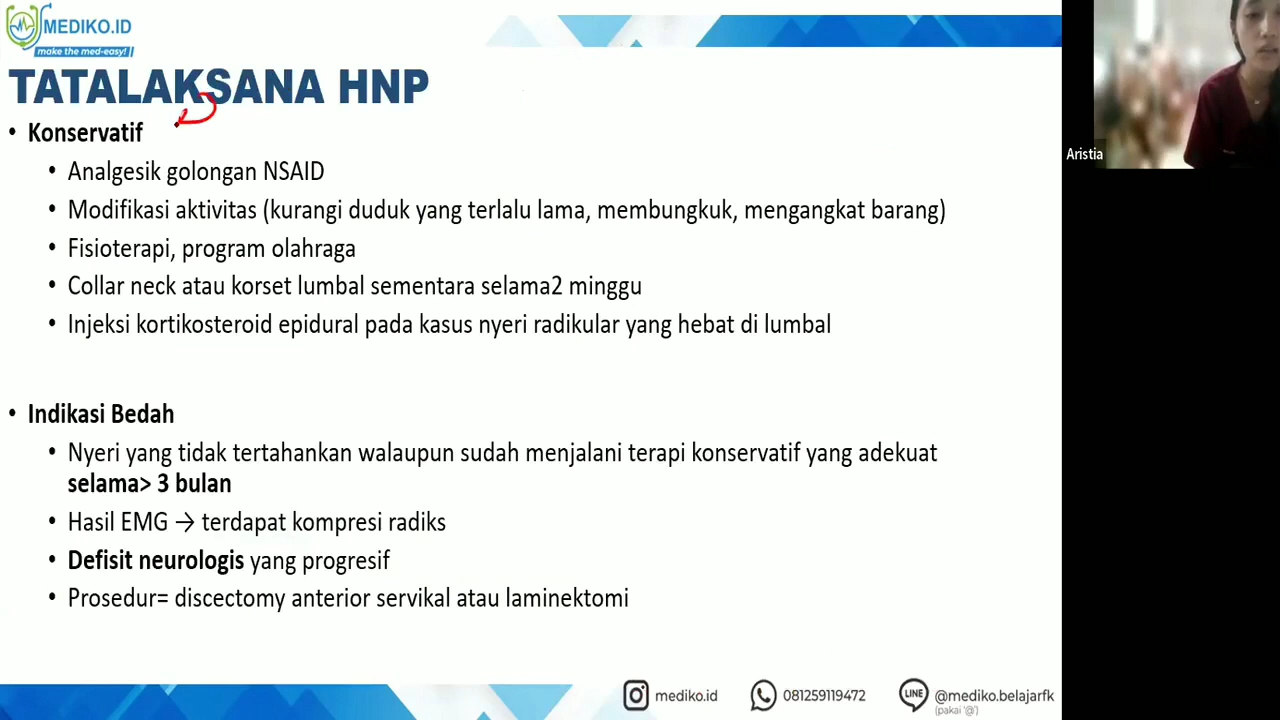 MEDIKO.ID
make the med-easy!
TATALAKSANA HNP
• Konservatif
• Analgesik golongan NSAID
• Modifikasi aktivitas (kurangi duduk yang terlalu lama, membungkuk, mengangkat barang)
• Fisioterapi, program olahraga
• Collar neck atau korset lumbal sementara selama2 minggu
• Injeksi kortikosteroid epidural pada kasus nyeri radikular yang hebat di lumbal
• Indikasi Bedah
• Nyeri yang tidak tertahankan walaupun sudah menjalani terapi konservatif yang adekuat
selama> 3 bulan
• Hasil EMG → terdapat kompresi radiks
• Defisit neurologis yang progresif
• Prosedur= discectomy anterior servikal atau laminektomi
mediko.id
081259119472
LINE
@mediko.belajarfk
(pakai '@')
Aristia